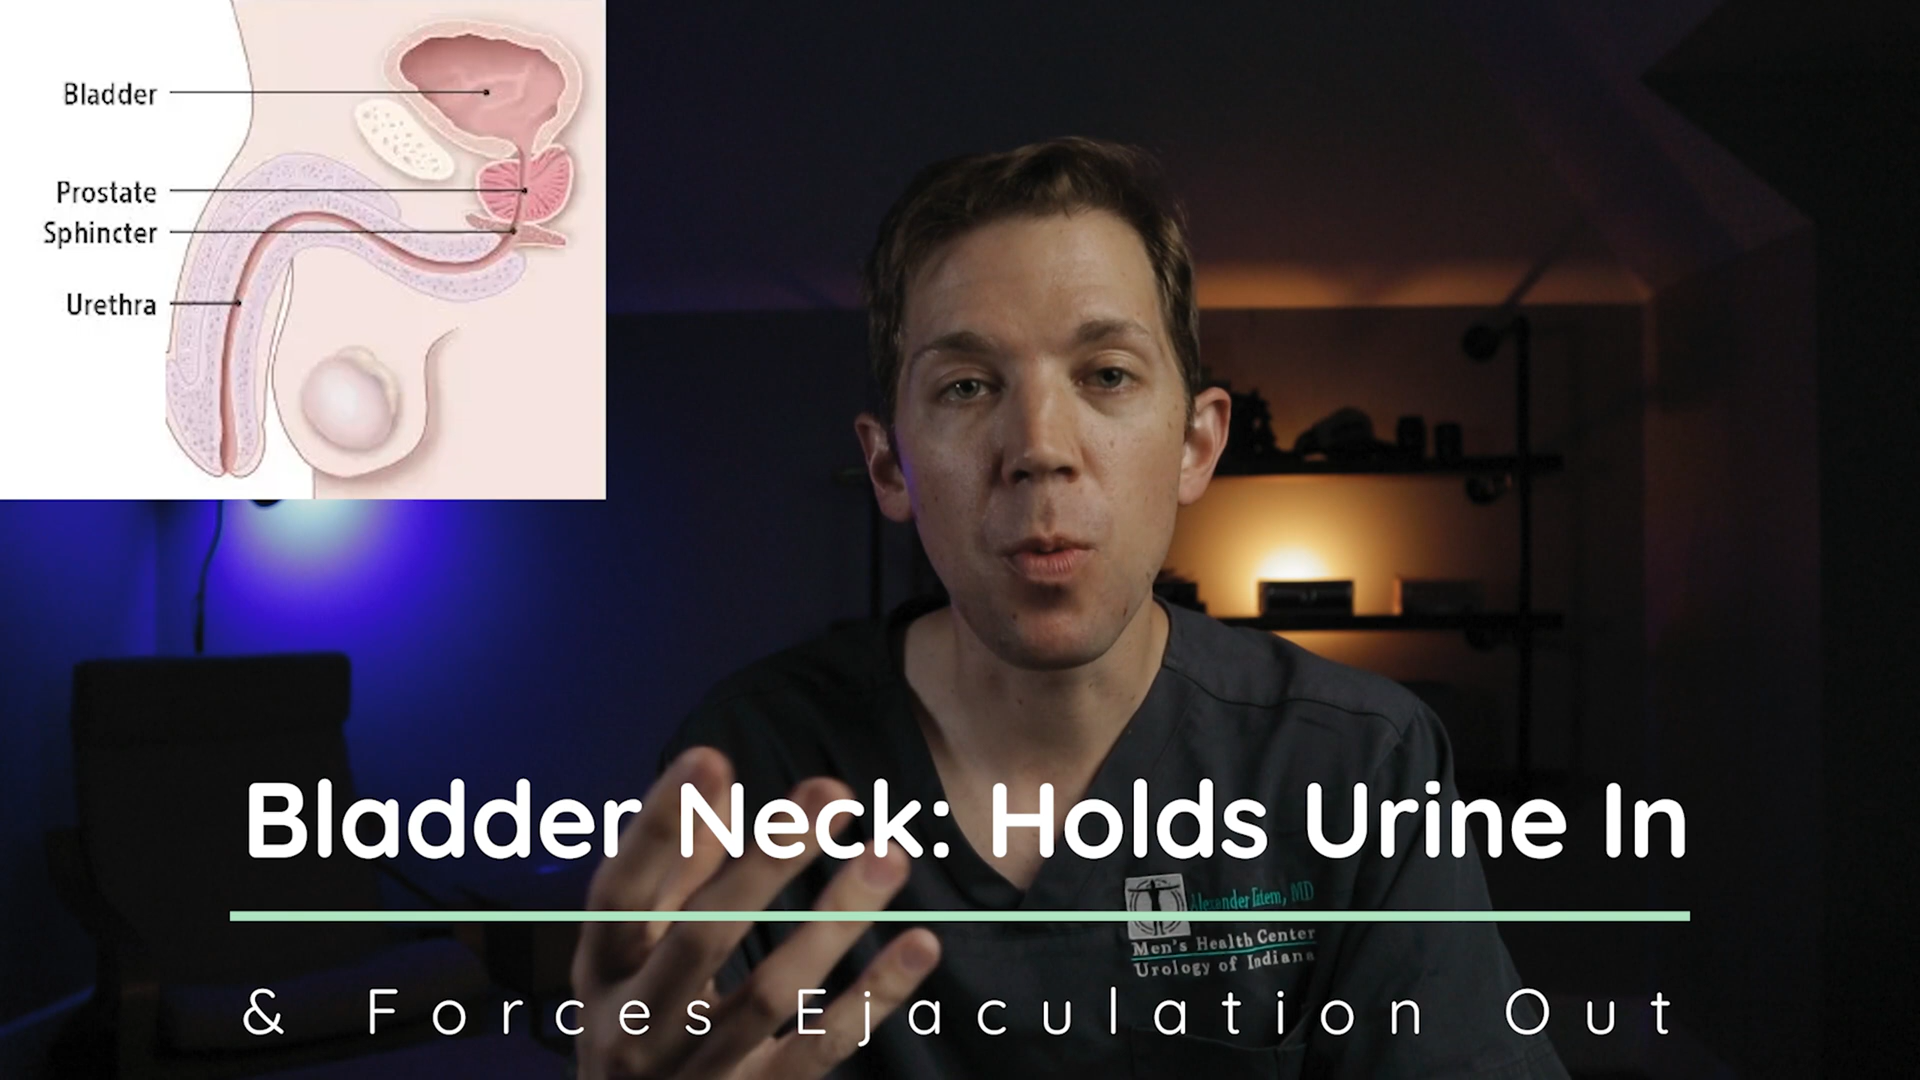 Bladder
Prostate
Sphincter
Urethra
Bladder Neck: Holds Urine In
Alexander MD
Men's Health Center
Urology of Indiana
& Forces Ejaculation Out